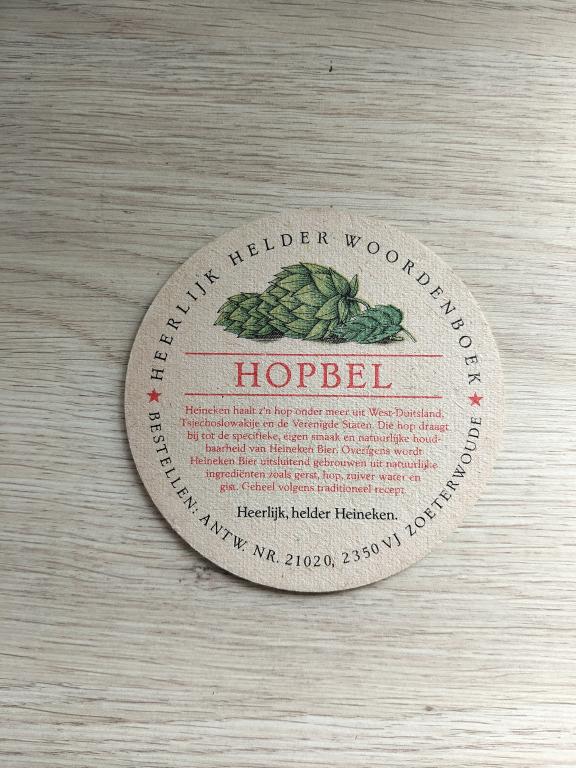 HEERLIJK HELDER WOORDENBOEK
HOPBEL
Heineken haalt z'n hop onder meer uit West-Duitsland,
Tsjechoslowakije en de Verenigde Staten. Die hop draagt
bij tot de specifieke, eigen smaak en natuurlijke houd-
baarheid van Heineken Bier. Overigens wordt
Heineken Bier uitsluitend gebrouwen uit natuurlijke
ingrediënten zoals gerst, hop, zuiver water en
gist. Geheel volgens traditioneel recept.
Heerlijk, helder Heineken.
BESTELLEN: ANTW. NR. 21020, 2350 VJ ZOETERWOUDE